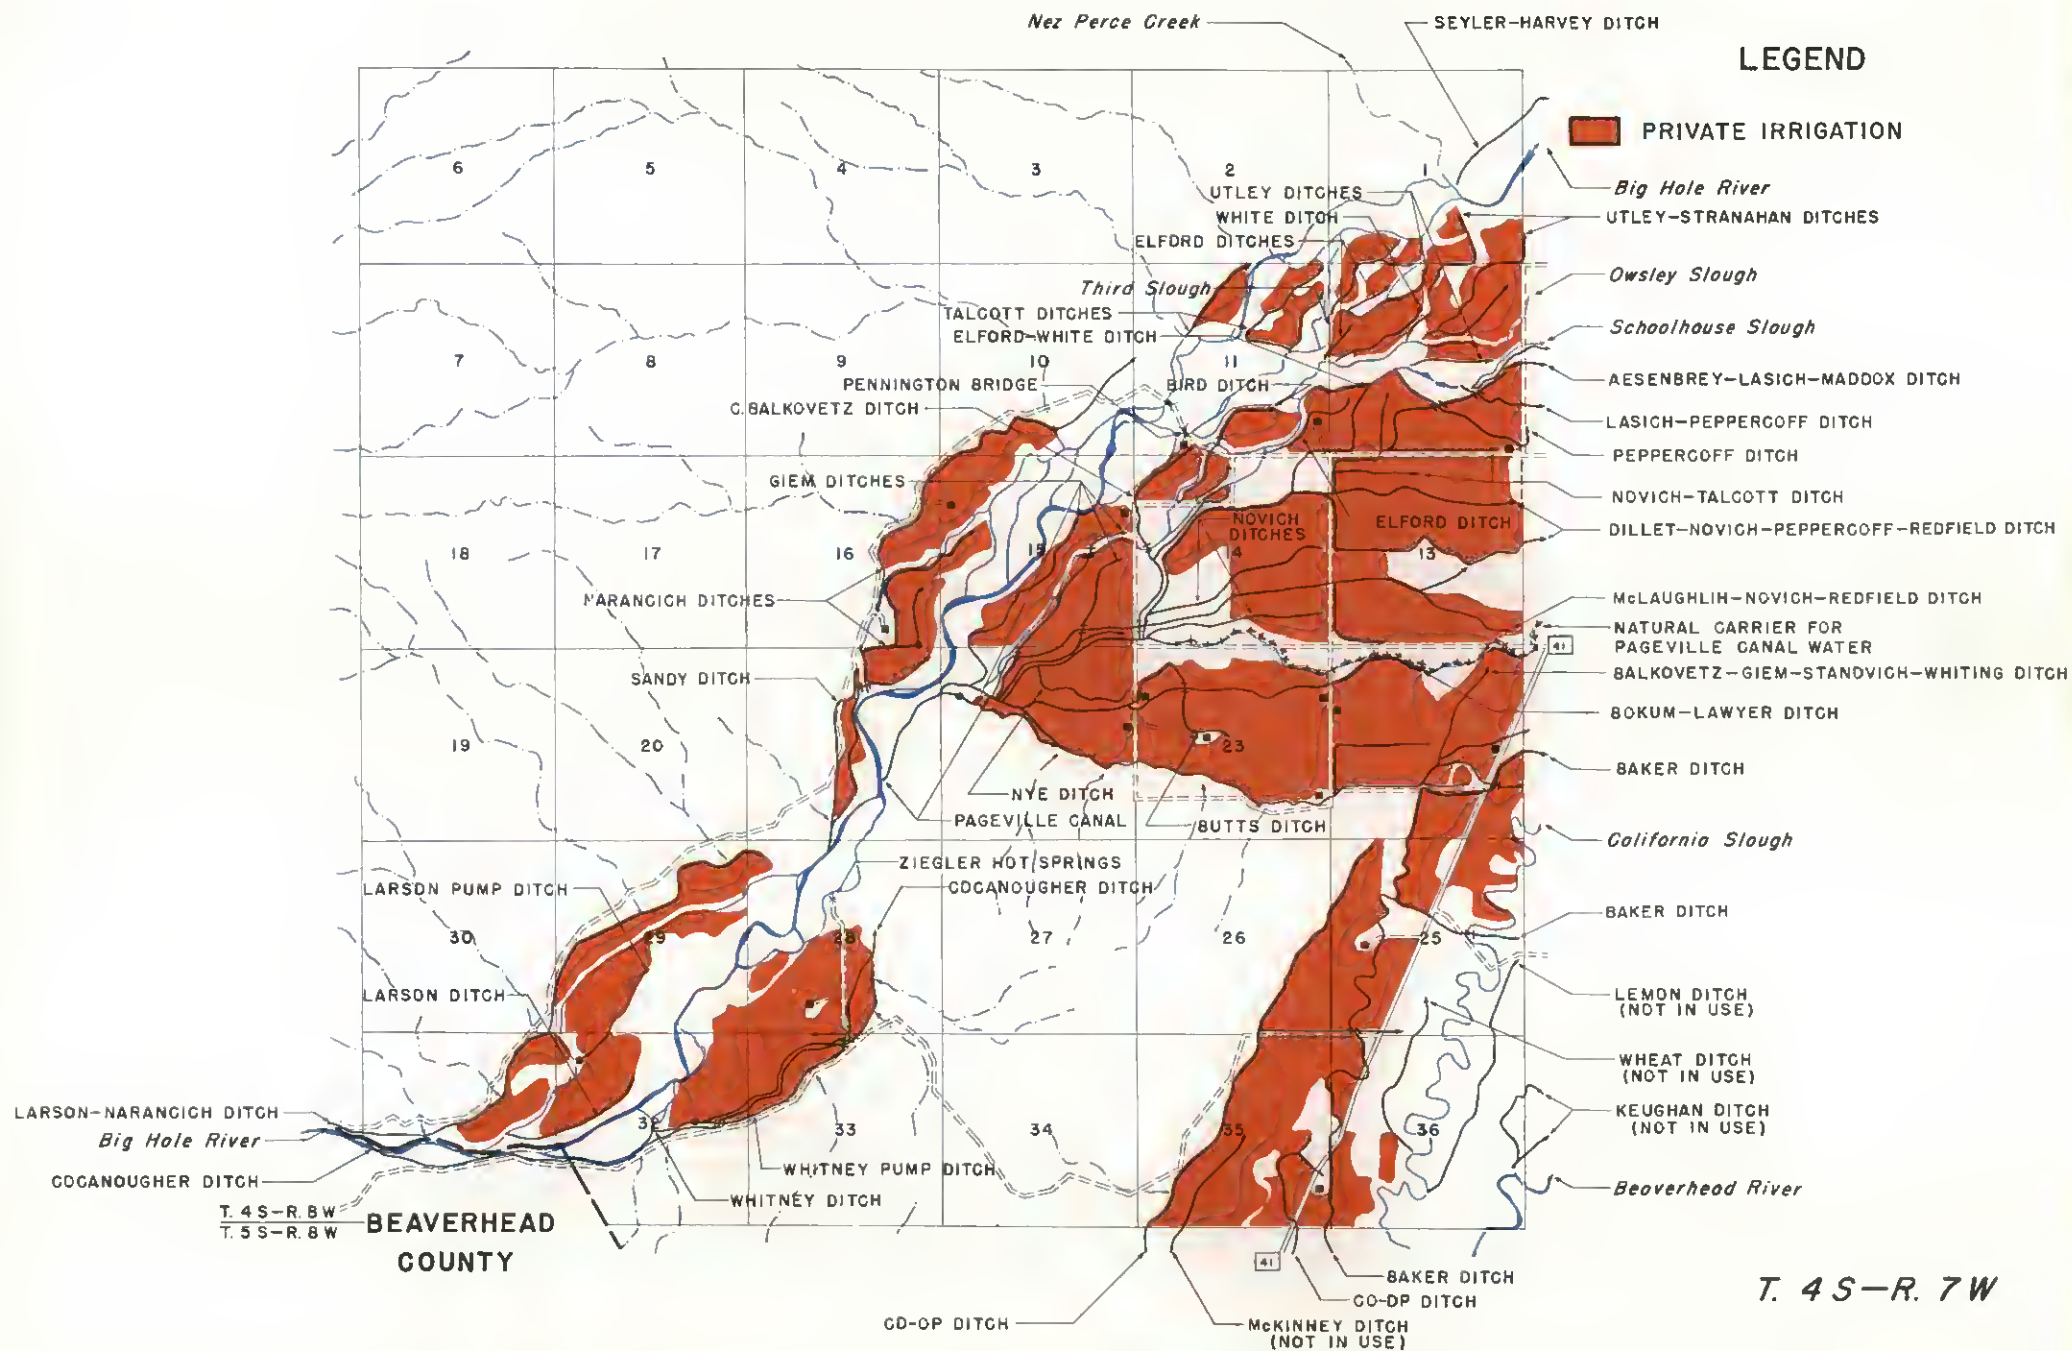 Nez Perce Creek
SEYLER-HARVEY DITCH
LEGEND
PRIVATE IRRIGATION
6
5
4
3
2
1
Big Hole River
UTLEY DITCHES
UTLEY-STRANAHAN DITCHES
WHITE DITCH
ELFORD DITCHES
Owsley Slough
Third Slough
TALCOTT DITCHES
Schoolhouse Slough
ELFORD-WHITE DITCH
7
8
9
10
11
AESENBREY-LASICH-MADDOX DITCH
PENNINGTON BRIDGE
BIRD DITCH
C. BALKOVETZ DITCH
LASICH-PEPPERCOFF DITCH
PEPPERCOFF DITCH
GIEM DITCHES
NOVICH-TALCOTT DITCH
NOVICH
DITCHES
ELFORD DITCH
DILLET-NOVICH-PEPPERCOFF-REDFIELD DITCH
18
17
16
15
14
13
NARANCICH DITCHES
McLAUGHLIN-NOVICH-REDFIELD DITCH
NATURAL CARRIER FOR
PAGEVILLE CANAL WATER
41
SANDY DITCH
BALKOVETZ-GIEM-STANOVICH-WHITING DITCH
BOKUM-LAWYER DITCH
19
20
23
BAKER DITCH
NYE DITCH
PAGEVILLE CANAL
BUTTS DITCH
California Slough
ZIEGLER HOT SPRINGS
LARSON PUMP DITCH
COCANOUGHER DITCH
BAKER DITCH
30
29
28
27
26
25
LARSON DITCH
LEMON DITCH
(NOT IN USE)
WHEAT DITCH
(NOT IN USE)
LARSON-NARANCICH DITCH
KEUGHAN DITCH
(NOT IN USE)
Big Hole River
32
33
34
35
36
WHITNEY PUMP DITCH
COCANOUGHER DITCH
WHITNEY DITCH
Beaverhead River
T. 4 S-R. 8 W
T. 5 S-R. 8 W
BEAVERHEAD
COUNTY
41
BAKER DITCH
CO-OP DITCH
T. 4 S-R. 7 W
CO-OP DITCH
McKINNEY DITCH
(NOT IN USE)